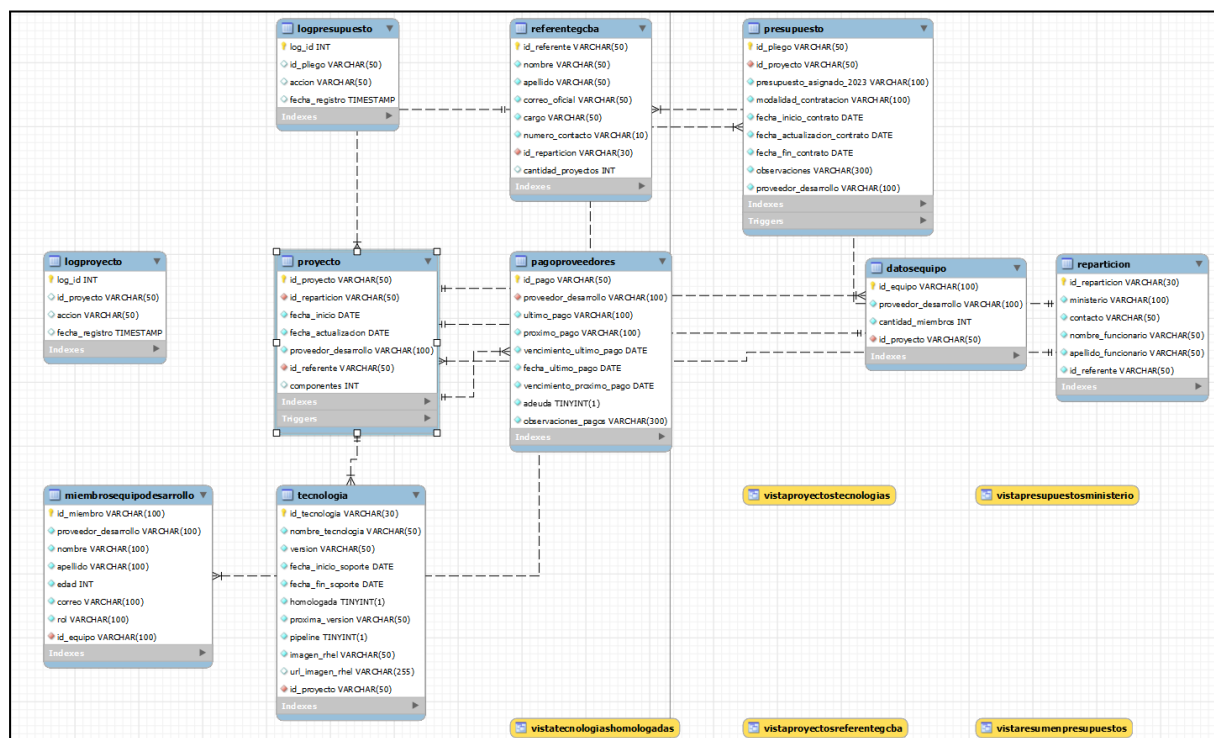 logpresupuesto
log_id INT
id_pliego VARCHAR(50)
accion VARCHAR(50)
fecha_registro TIMESTAMP
Indexes
referentegcba
id_referente VARCHAR(50)
nombre VARCHAR(50)
apellido VARCHAR(50)
correo_oficial VARCHAR(50)
cargo VARCHAR(50)
numero_contacto VARCHAR(10)
id_reparticion VARCHAR(30)
cantidad_proyectos INT
Indexes
presupuesto
id_pliego VARCHAR(50)
id_proyecto VARCHAR(50)
presupuesto_asignado_2023 VARCHAR(100)
modalidad_contratacion VARCHAR(100)
fecha_inicio_contrato DATE
fecha_actualizacion_contrato DATE
fecha_fin_contrato DATE
observaciones VARCHAR(300)
proveedor_desarrollo VARCHAR(100)
Indexes
Triggers
logproyecto
log_id INT
id_proyecto VARCHAR(50)
accion VARCHAR(50)
fecha_registro TIMESTAMP
Indexes
proyecto
id_proyecto VARCHAR(50)
id_reparticion VARCHAR(50)
fecha_inicio DATE
fecha_actualizacion DATE
proveedor_desarrollo VARCHAR(100)
id_referente VARCHAR(50)
componentes INT
Indexes
Triggers
pagoproveedores
id_pago VARCHAR(50)
proveedor_desarrollo VARCHAR(100)
ultimo_pago VARCHAR(100)
proximo_pago VARCHAR(100)
vencimiento_ultimo_pago DATE
fecha_ultimo_pago DATE
vencimiento_proximo_pago DATE
adeuda TINYINT(1)
observaciones_pagos VARCHAR(300)
Indexes
datosequipo
id_equipo VARCHAR(100)
proveedor_desarrollo VARCHAR(100)
cantidad_miembros INT
id_proyecto VARCHAR(50)
Indexes
reparticion
id_reparticion VARCHAR(30)
ministerio VARCHAR(100)
contacto VARCHAR(50)
nombre_funcionario VARCHAR(50)
apellido_funcionario VARCHAR(50)
id_referente VARCHAR(50)
Indexes
miembrosequipodesarrollo
id_miembro VARCHAR(100)
proveedor_desarrollo VARCHAR(100)
nombre VARCHAR(100)
apellido VARCHAR(100)
edad INT
correo VARCHAR(100)
rol VARCHAR(100)
id_equipo VARCHAR(100)
Indexes
tecnologia
id_tecnologia VARCHAR(30)
nombre_tecnologia VARCHAR(50)
version VARCHAR(50)
fecha_inicio_soporte DATE
fecha_fin_soporte DATE
homologada TINYINT(1)
proxima_version VARCHAR(50)
pipeline TINYINT(1)
imagen_rhel VARCHAR(50)
url_imagen_rhel VARCHAR(255)
id_proyecto VARCHAR(50)
Indexes
vistaproyectostecnologias
vistapresupuestosministerio
vistatecnologiashomologadas
vistaproyectosreferentegcba
vistaresumenpresupuestos